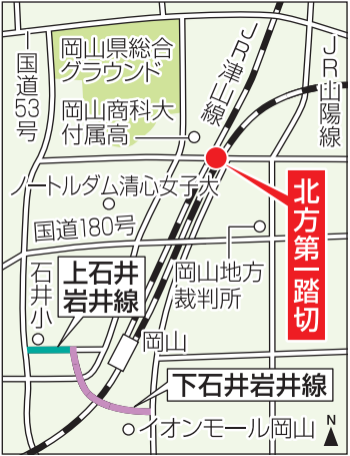 岡山県総合
グラウンド
国道53号
JR津山線
JR山陽線
岡山商科大
付属高
ノートルダム清心女子大
北方第一踏切
国道180号
石井小
上石井
岩井線
岡山地方
裁判所
岡山
下石井岩井線
イオンモール岡山
N